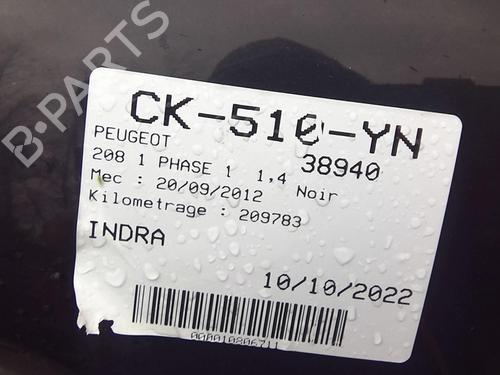 B-PARTS
CK-510-YN
PEUGEOT 38940
208 1 PHASE 1 1,4 Noir
Mec : 20/09/2012
Kilometrage : 209783
INDRA
10/10/2022
000010806711